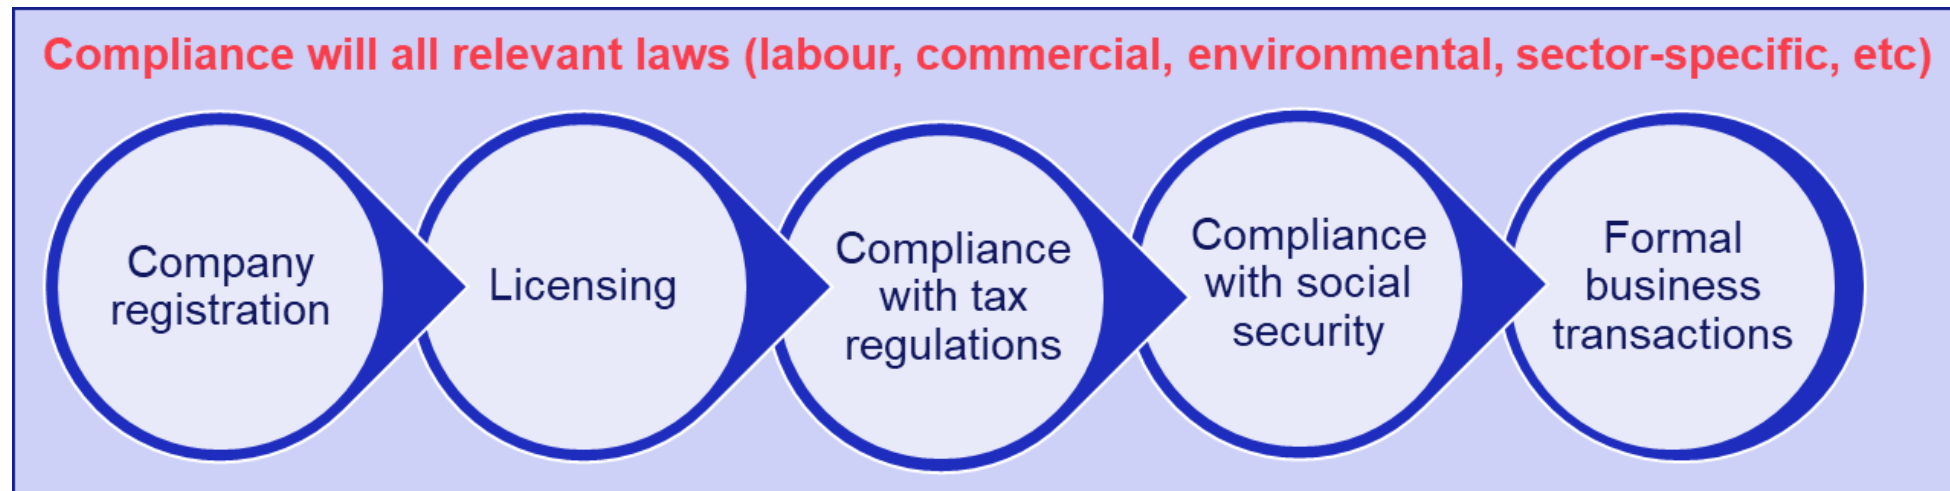 Compliance will all relevant laws (labour, commercial, environmental, sector-specific, etc)
Company
registration
Licensing
Compliance
with tax
regulations
Compliance
with social
security
Formal
business
transactions